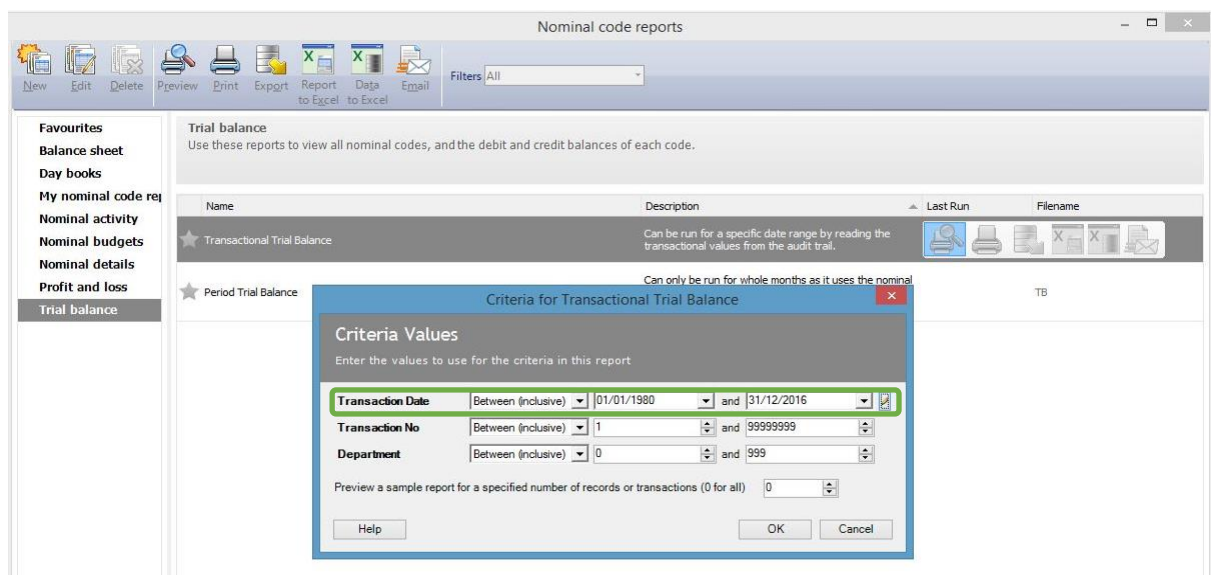 Nominal code reports
New Edit Delete Preview Print Export Report to Excel Data to Excel Email Filters All
Favourites
Balance sheet
Day books
My nominal code rep
Nominal activity
Nominal budgets
Nominal details
Profit and loss
Trial balance
Trial balance
Use these reports to view all nominal codes, and the debit and credit balances of each code.
Name Description Last Run Filename
Transactional Trial Balance Can be run for a specific date range by reading the
transactional values from the audit trail.
Period Trial Balance Can only be run for whole months as it uses the nominal TB
Criteria for Transactional Trial Balance
Criteria Values
Enter the values to use for the criteria in this report
Transaction Date Between (inclusive) 01/01/1980 and 31/12/2016
Transaction No Between (inclusive) 1 and 99999999
Department Between (inclusive) 0 and 999
Preview a sample report for a specified number of records or transactions (0 for all) 0
Help OK Cancel